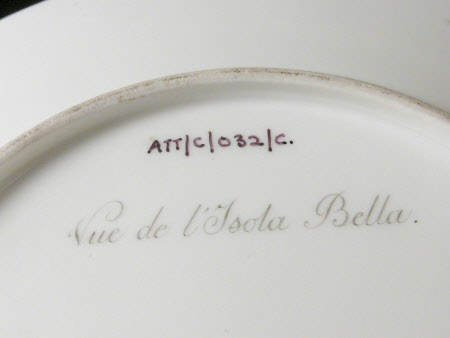 ATT/C/032/C.
Vue de l'Isola Bella.